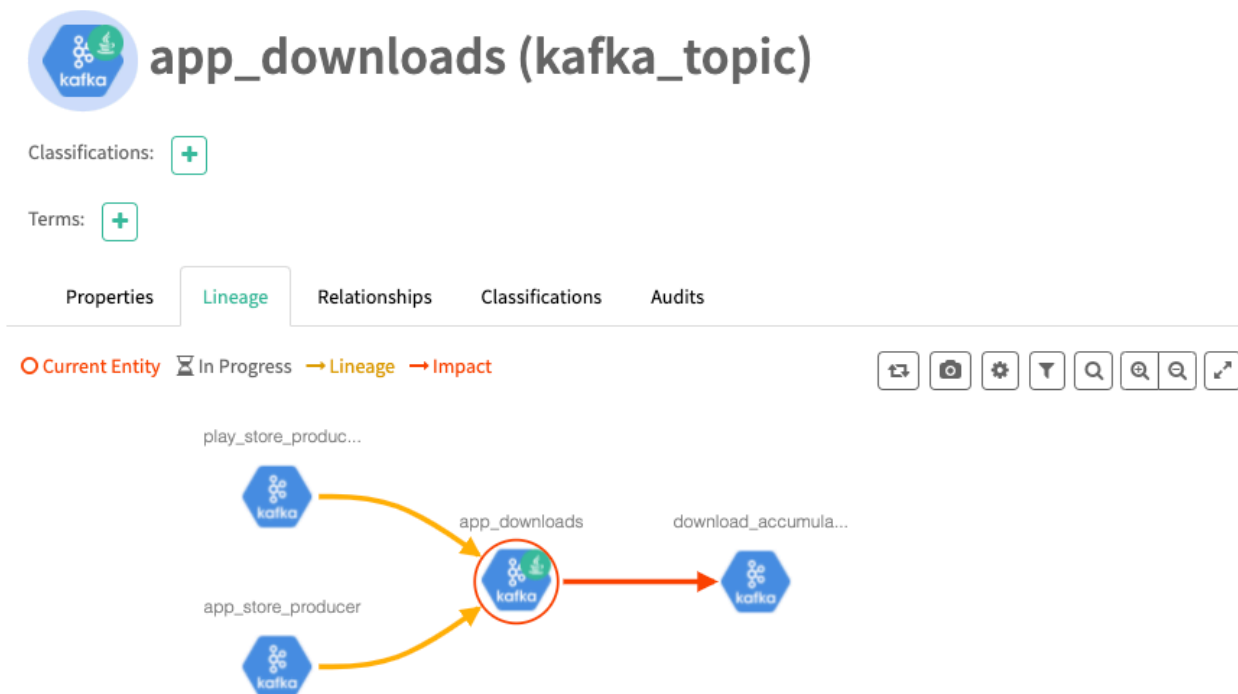 kafka
app_downloads (kafka_topic)
Classifications:
Terms:
Properties Lineage Relationships Classifications Audits
Current Entity In Progress Lineage Impact
play_store_produc...
kafka
app_downloads
kafka
download_accumula...
kafka
app_store_producer
kafka